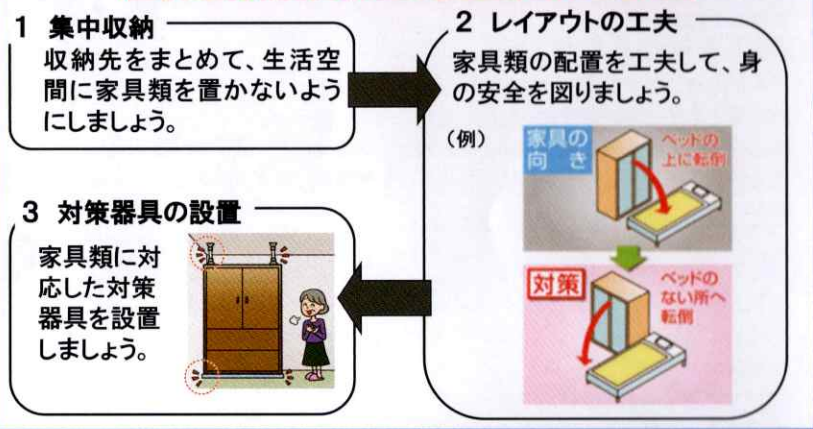 1 集中収納
収納先をまとめて、生活空
間に家具類を置かないよう
にしましょう。
2 レイアウトの工夫
家具類の配置を工夫して、身
の安全を図りましょう。
(例)
家具の
向き
ベッドの
上に転倒
対策
ベッドの
ない所へ
転倒
3 対策器具の設置
家具類に対
応した対策
器具を設置
しましょう。